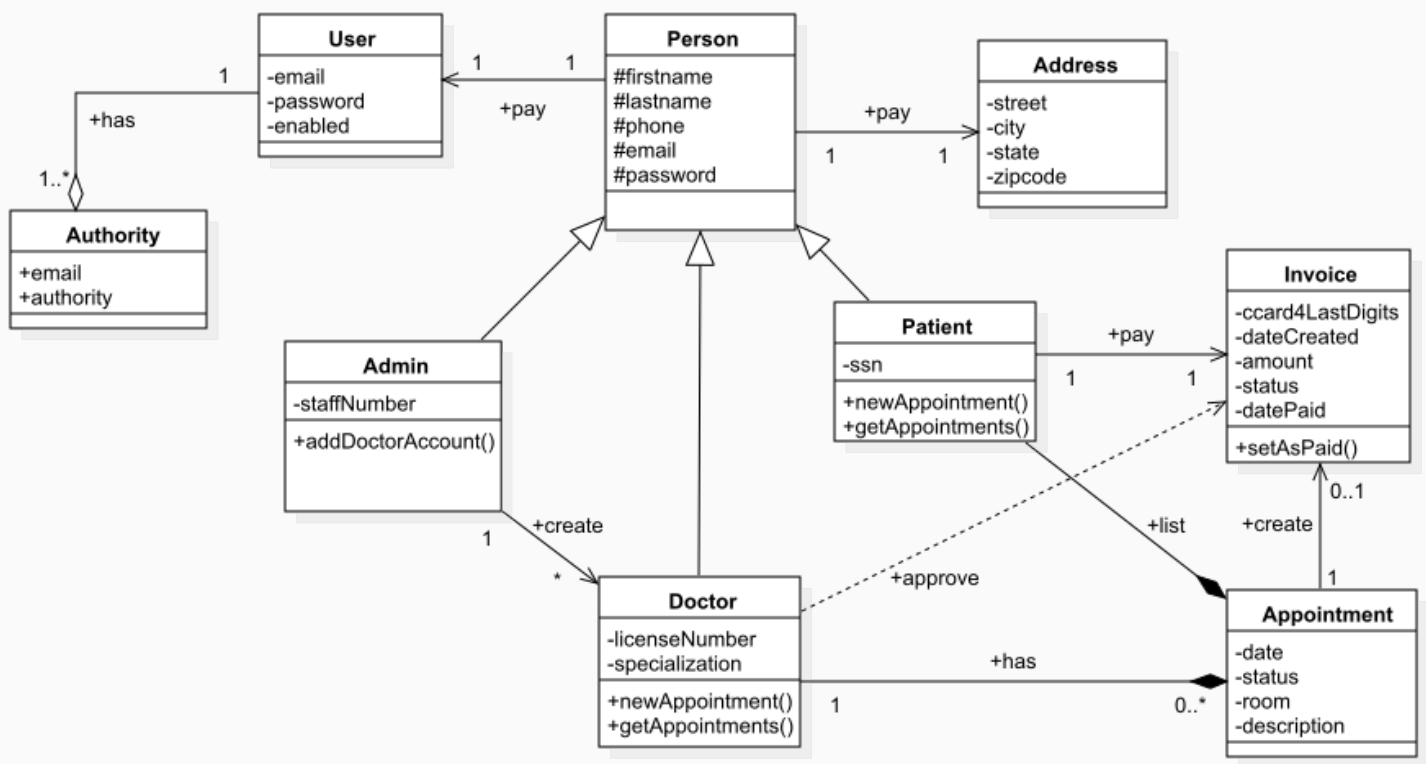 User
-email
-password
-enabled
Person
#firstname
#lastname
#phone
#email
#password
Address
-street
-city
-state
-zipcode
1
+has
1..*
1
1
+pay
+pay
1
1
Authority
+email
+authority
Admin
-staffNumber
+addDoctorAccount()
Patient
-ssn
+newAppointment()
+getAppointments()
+pay
1
1
Invoice
-ccard4LastDigits
-dateCreated
-amount
-status
-datePaid
+setAsPaid()
1
+create
*
+approve
+list
0..1
+create
1
Doctor
-licenseNumber
-specialization
+newAppointment()
+getAppointments()
+has
1
0..*
Appointment
-date
-status
-room
-description